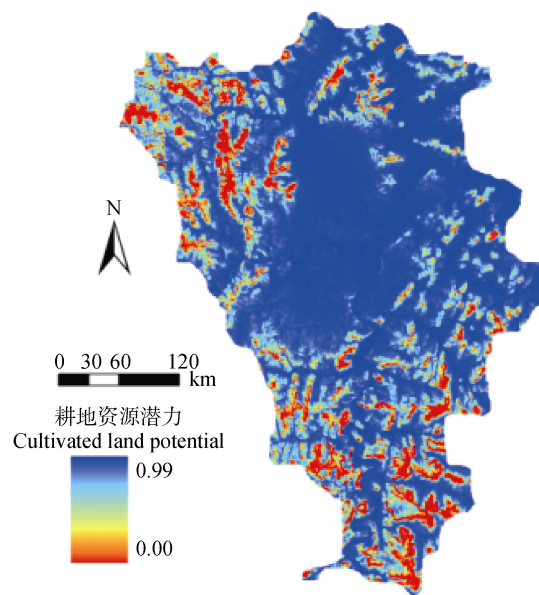 N
0 30 60 120
km
耕地资源潜力
Cultivated land potential
0.99
0.00